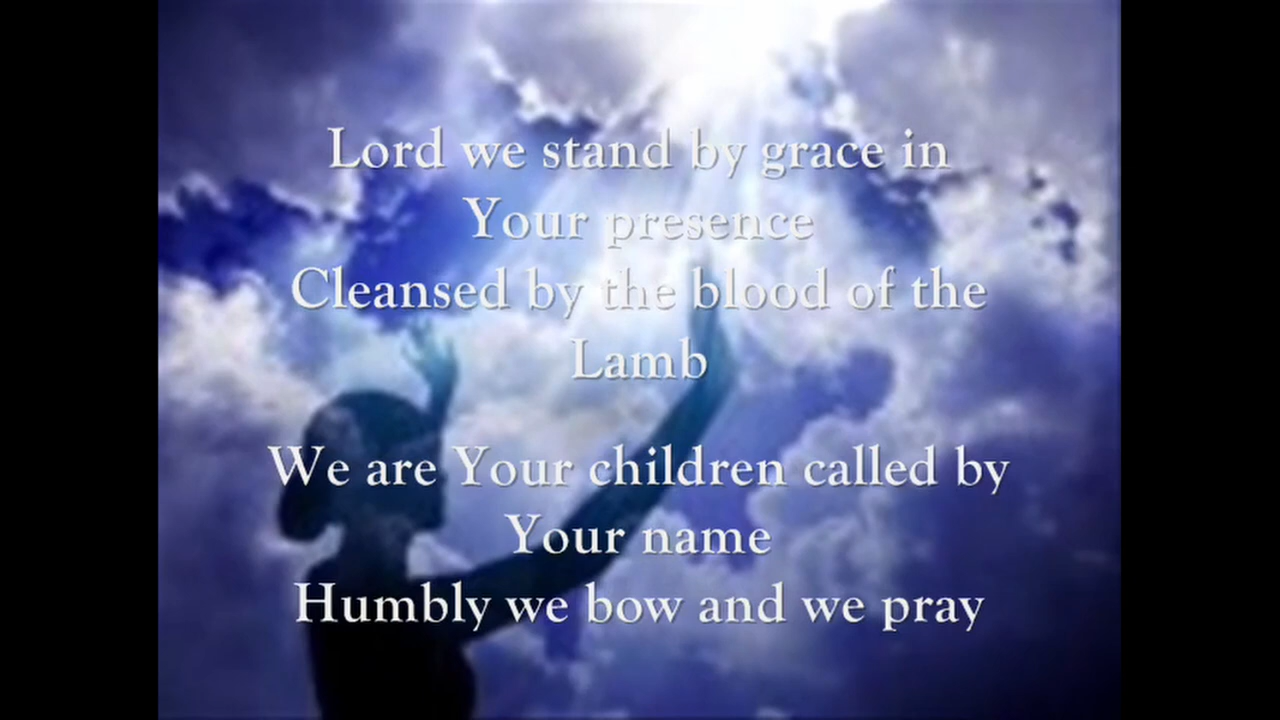 Lord we stand by grace in
Your presence
Cleansed by the blood of the
Lamb
We are Your children called by
Your name
Humbly we bow and we pray